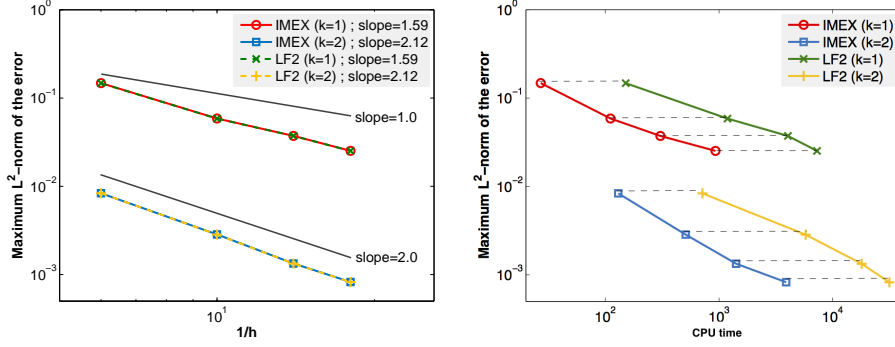 10^0
10^-1
10^-2
10^-3
Maximum L^2-norm of the error
IMEX (k=1) ; slope=1.59
IMEX (k=2) ; slope=2.12
LF2 (k=1) ; slope=1.59
LF2 (k=2) ; slope=2.12
slope=1.0
slope=2.0
10^1
1/h
10^0
10^-1
10^-2
10^-3
Maximum L^2-norm of the error
IMEX (k=1)
IMEX (k=2)
LF2 (k=1)
LF2 (k=2)
10^2
10^3
10^4
CPU time